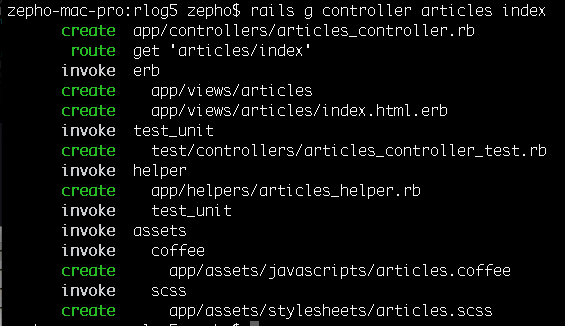 zepho-mac-pro:rlog5 zepho$ rails g controller articles index
create app/controllers/articles_controller.rb
route get 'articles/index'
invoke erb
create app/views/articles
create app/views/articles/index.html.erb
invoke test_unit
create test/controllers/articles_controller_test.rb
invoke helper
create app/helpers/articles_helper.rb
invoke test_unit
invoke assets
invoke coffee
create app/assets/javascripts/articles.coffee
invoke scss
create app/assets/stylesheets/articles.scss